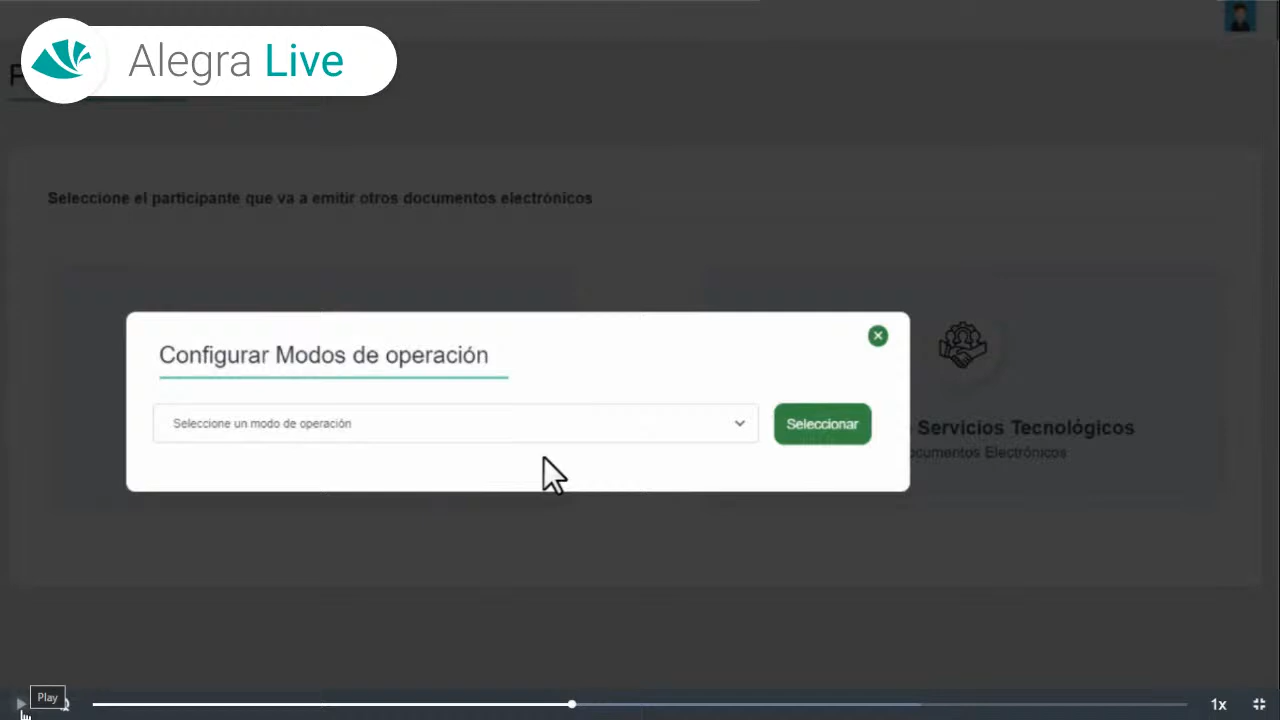 Alegra Live
Seleccione el participante que va a emitir otros documentos electrónicos
Configurar Modos de operación
Seleccione un modo de operación
Seleccionar
Servicios Tecnológicos
Electrónicos
Play
1x